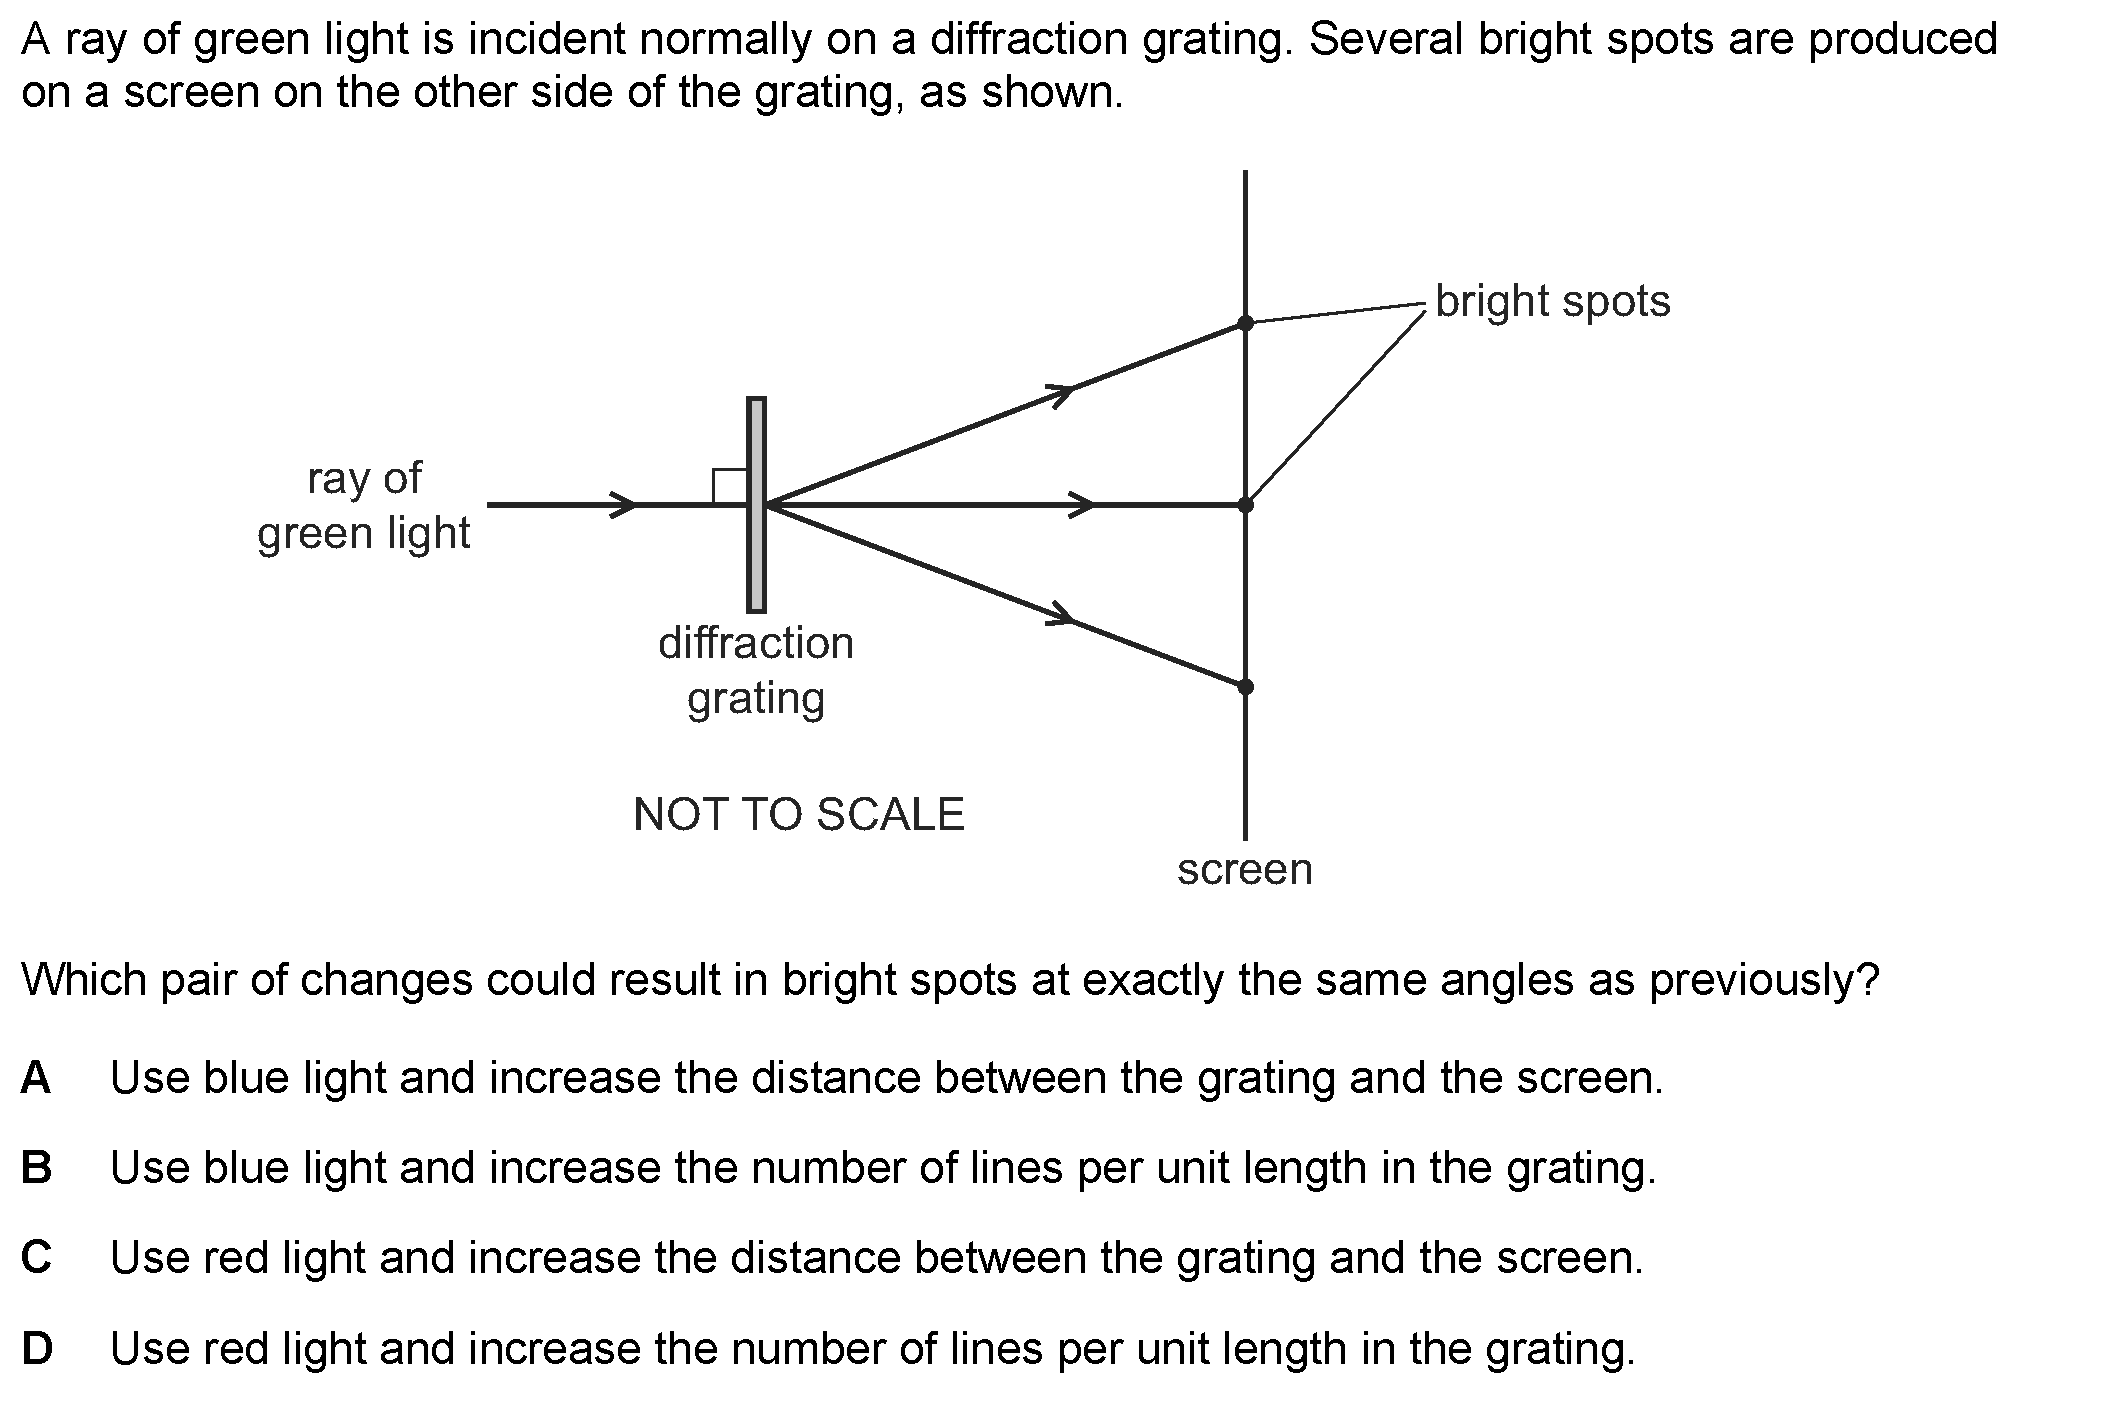 A ray of green light is incident normally on a diffraction grating. Several bright spots are produced
on a screen on the other side of the grating, as shown.
bright spots
ray of
green light
diffraction
grating
NOT TO SCALE
screen
Which pair of changes could result in bright spots at exactly the same angles as previously?
A Use blue light and increase the distance between the grating and the screen.
B Use blue light and increase the number of lines per unit length in the grating.
C Use red light and increase the distance between the grating and the screen.
D Use red light and increase the number of lines per unit length in the grating.